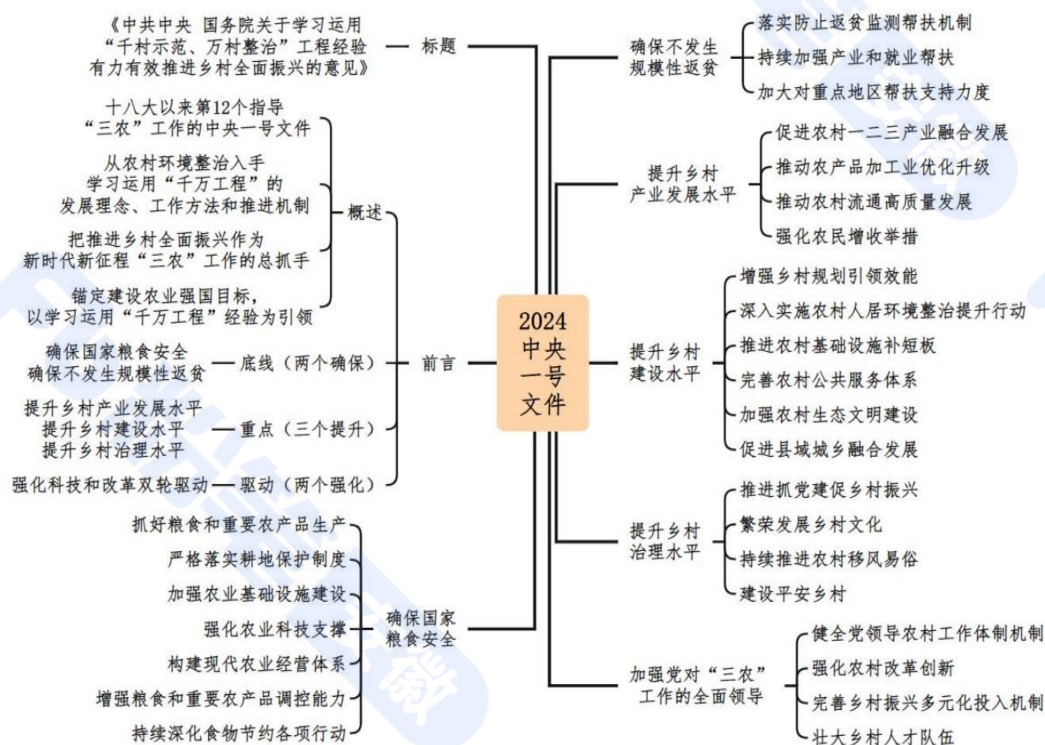 《中共中央 国务院关于学习运用
“千村示范、万村整治”工程经验
有力有效推进乡村全面振兴的意见》
标题
十八大以来第12个指导
“三农”工作的中央一号文件
从农村环境整治入手
学习运用“千万工程”的
发展理念、工作方法和推进机制
把推进乡村全面振兴作为
新时代新征程“三农”工作的总抓手
锚定建设农业强国目标,
以学习运用“千万工程”经验为引领
概述
确保国家粮食安全
确保不发生规模性返贫
底线（两个确保）
提升乡村产业发展水平
提升乡村建设水平
提升乡村治理水平
重点（三个提升）
强化科技和改革双轮驱动
驱动（两个强化）
前言
抓好粮食和重要农产品生产
严格落实耕地保护制度
加强农业基础设施建设
强化农业科技支撑
构建现代农业经营体系
增强粮食和重要农产品调控能力
持续深化食物节约各项行动
确保国家
粮食安全
2024
中央
一号
文件
确保不发生
规模性返贫
落实防止返贫监测帮扶机制
持续加强产业和就业帮扶
加大对重点地区帮扶支持力度
提升乡村
产业发展水平
促进农村一二三产业融合发展
推动农产品加工业优化升级
推动农村流通高质量发展
强化农民增收举措
提升乡村
建设水平
增强乡村规划引领效能
深入实施农村人居环境整治提升行动
推进农村基础设施补短板
完善农村公共服务体系
加强农村生态文明建设
促进县域城乡融合发展
提升乡村
治理水平
推进抓党建促乡村振兴
繁荣发展乡村文化
持续推进农村移风易俗
建设平安乡村
加强党对“三农”
工作的全面领导
健全党领导农村工作体制机制
强化农村改革创新
完善乡村振兴多元化投入机制
壮大乡村人才队伍